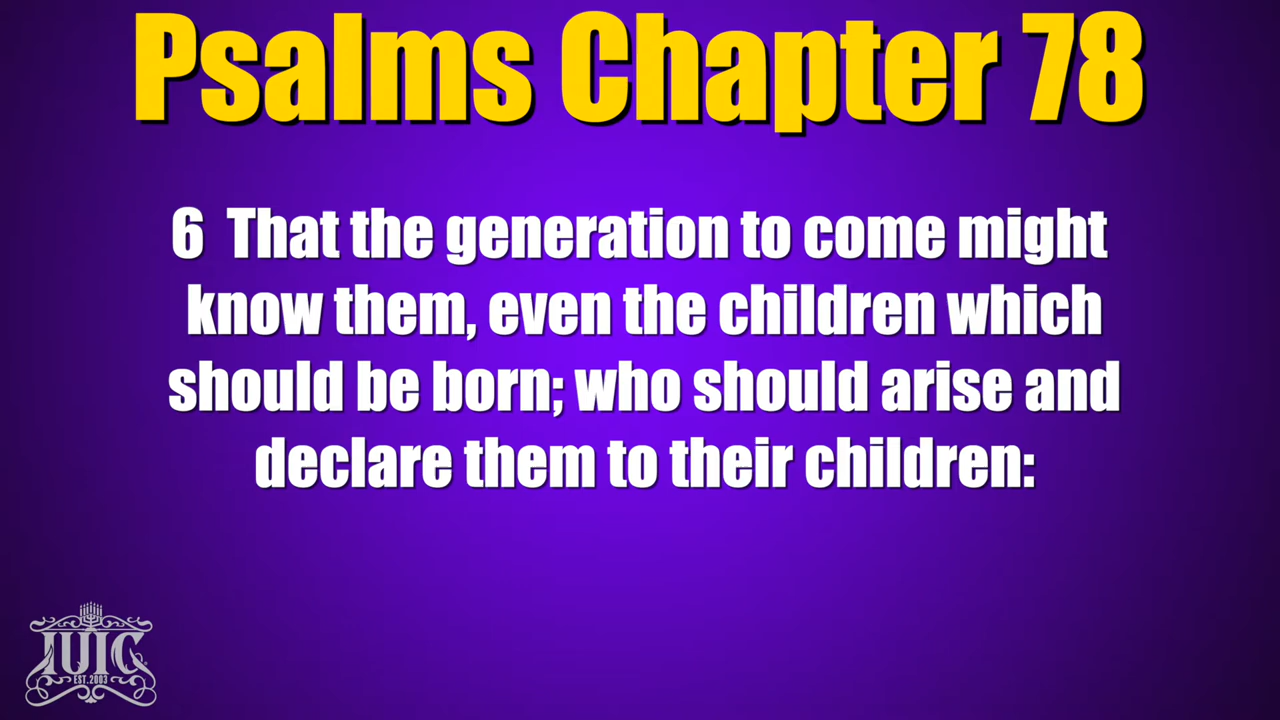 Psalms Chapter 78
6 That the generation to come might
know them, even the children which
should be born; who should arise and
declare them to their children:
IUIC
EST. 2003